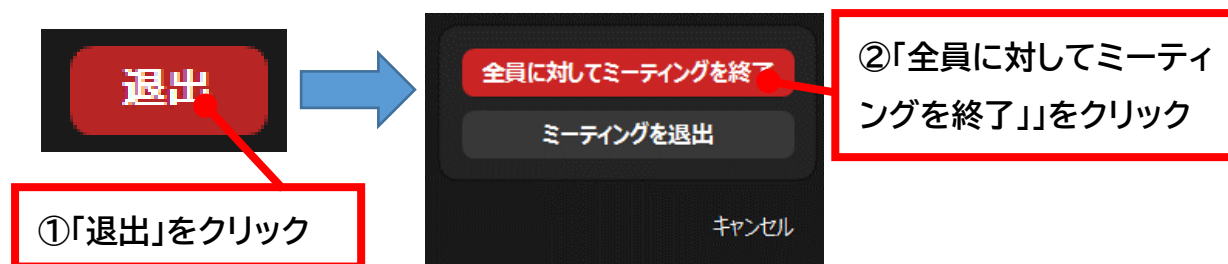 退出
①「退出」をクリック
全員に対してミーティングを終了
ミーティングを退出
キャンセル
②「全員に対してミーティ
ングを終了」」をクリック